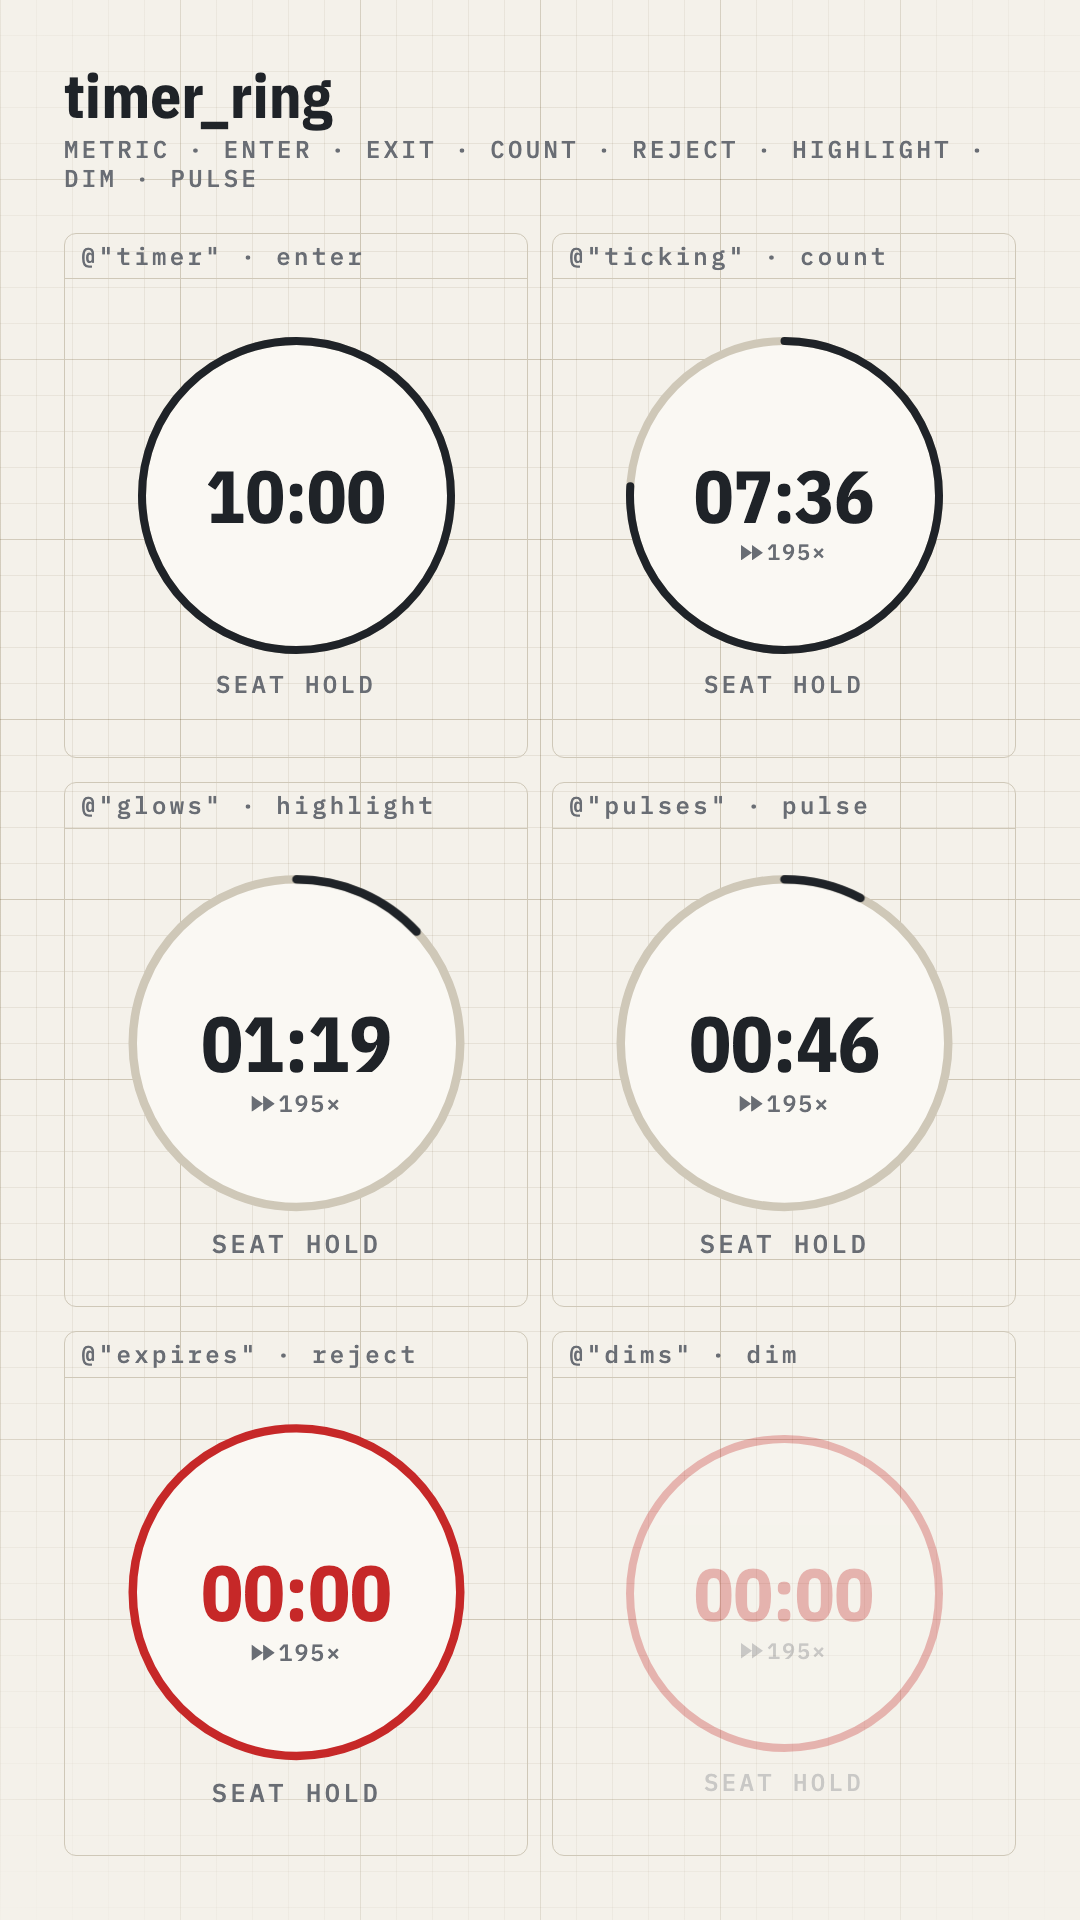 timer_ring
METRIC · ENTER · EXIT · COUNT · REJECT · HIGHLIGHT ·
DIM · PULSE
@"timer" · enter
10:00
SEAT HOLD
@"ticking" · count
07:36
195×
SEAT HOLD
@"glows" · highlight
01:19
195×
SEAT HOLD
@"pulses" · pulse
00:46
195×
SEAT HOLD
@"expires" · reject
00:00
195×
SEAT HOLD
@"dims" · dim
00:00
195×
SEAT HOLD